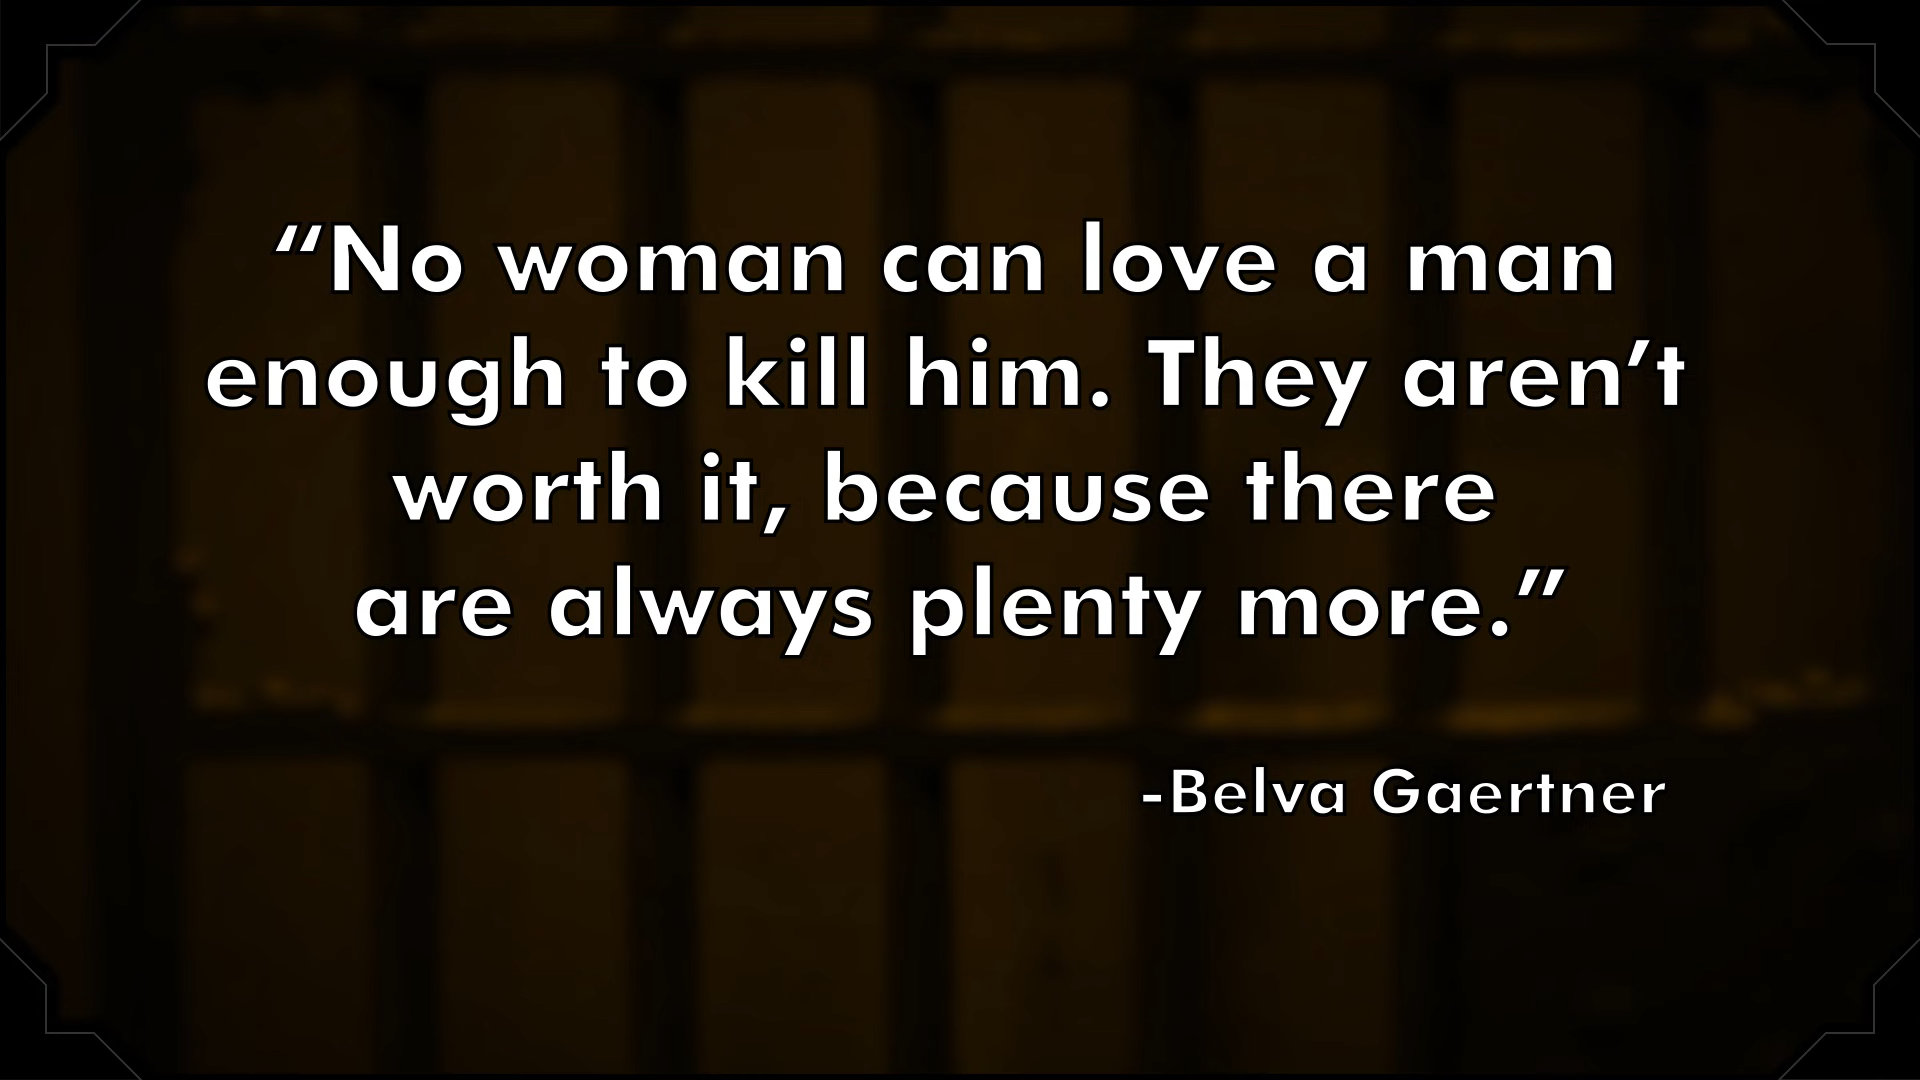 “No woman can love a man
enough to kill him. They aren’t
worth it, because there
are always plenty more.”
-Belva Gaertner